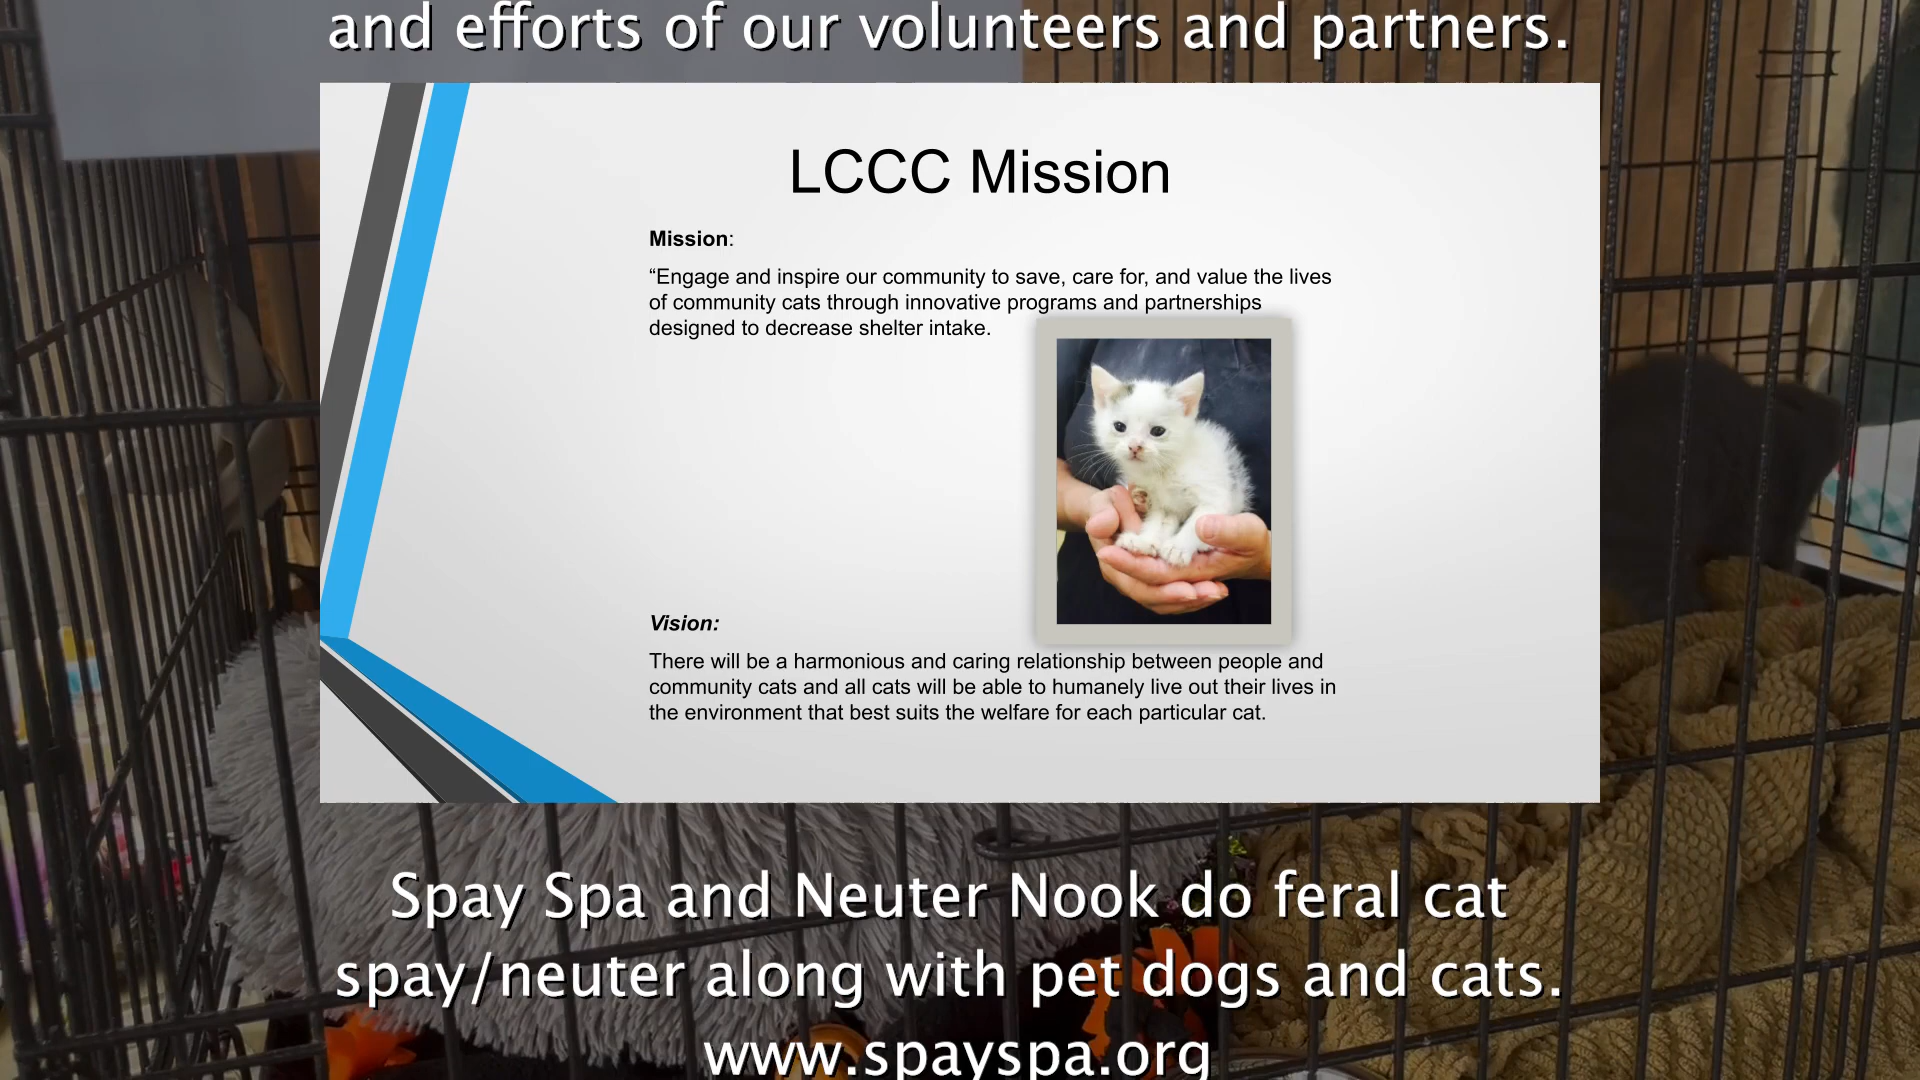 and efforts of our volunteers and partners.
LCCC Mission
Mission:
“Engage and inspire our community to save, care for, and value the lives
of community cats through innovative programs and partnerships
designed to decrease shelter intake.
Vision:
There will be a harmonious and caring relationship between people and
community cats and all cats will be able to humanely live out their lives in
the environment that best suits the welfare for each particular cat.
Spay Spa and Neuter Nook do feral cat
spay/neuter along with pet dogs and cats.
www.spayspa.org